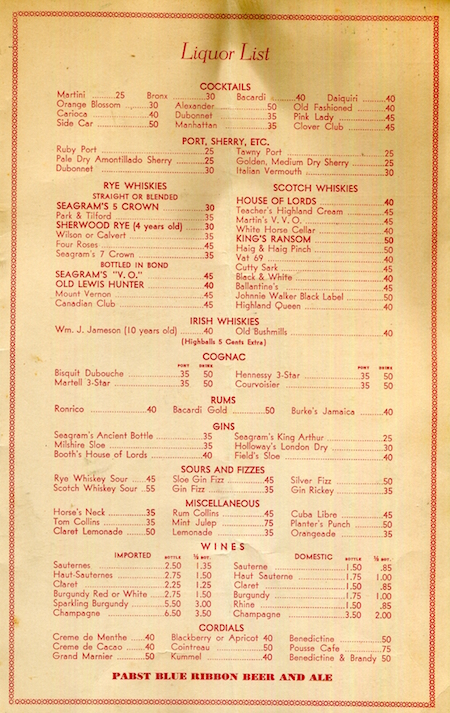 Liquor List
COCKTAILS
Martini .25 Bronx .30 Bacardi .40 Daiquiri .40
Orange Blossom .30 Alexander .50 Old Fashioned .40
Carioca .40 Dubonnet .35 Pink Lady .45
Side Car .50 Manhattan .35 Clover Club .45
PORT, SHERRY, ETC.
Ruby Port .25 Tawny Port .25
Pale Dry Amontillado Sherry .25 Golden, Medium Dry Sherry .25
Dubonnet .30 Italian Vermouth .30
RYE WHISKIES
STRAIGHT OR BLENDED
SEAGRAM'S 5 CROWN 30
Park & Tilford 35
SHERWOOD RYE (4 years old) 30
Wilson or Calvert 35
Four Roses 45
Seagram's 7 Crown 35
BOTTLED IN BOND
SEAGRAM'S "V. O." 45
OLD LEWIS HUNTER 40
Mount Vernon 45
Canadian Club 45
SCOTCH WHISKIES
HOUSE OF LORDS 40
Teacher's Highland Cream 45
Martin's V. V. O. 45
White Horse Cellar 40
KING'S RANSOM 50
Haig & Haig Pinch 50
Vat 69 40
Cutty Sark 45
Black & White 40
Ballantine's 45
Johnnie Walker Black Label 50
Highland Queen 40
IRISH WHISKIES
Wm. J. Jameson (10 years old) .40 Old Bushmills .40
(Highballs 5 Cents Extra)
COGNAC
PONY DRINK PONY DRINK
Bisquit Dubouche 35 50 Hennessy 3-Star 35 50
Martell 3-Star 35 50 Courvoisier 35 50
RUMS
Ronrico .40 Bacardi Gold .50 Burke's Jamaica .40
GINS
Seagram's Ancient Bottle 35 Seagram's King Arthur 25
Milshire Sloe 35 Holloway's London Dry 30
Booth's House of Lords 40 Field's Sloe 40
SOURS AND FIZZES
Rye Whiskey Sour .45 Sloe Gin Fizz 45 Silver Fizz 50
Scotch Whiskey Sour .55 Gin Fizz 35 Gin Rickey 35
MISCELLANEOUS
Horse's Neck 35 Rum Collins 45 Cuba Libre 45
Tom Collins 35 Mint Julep 75 Planter's Punch 50
Claret Lemonade 50 Lemonade 35 Orangeade 35
WINES
IMPORTED BOTTLE ½ BOT. DOMESTIC BOTTLE ½ BOT.
Sauternes 2.50 1.35 Sauterne 1.50 .85
Haut-Sauternes 2.75 1.50 Haut Sauterne 1.75 1.00
Claret 2.25 1.25 Claret 1.50 .85
Burgundy Red or White 2.75 1.50 Burgundy 1.75 1.00
Sparkling Burgundy 5.50 3.00 Rhine 1.50 .85
Champagne 6.50 3.50 Champagne 3.50 2.00
CORDIALS
Creme de Menthe .40 Blackberry or Apricot 40 Benedictine 50
Creme de Cacao .40 Cointreau 50 Pousse Cafe 75
Grand Marnier 50 Kummel 40 Benedictine & Brandy 50
PABST BLUE RIBBON BEER AND ALE